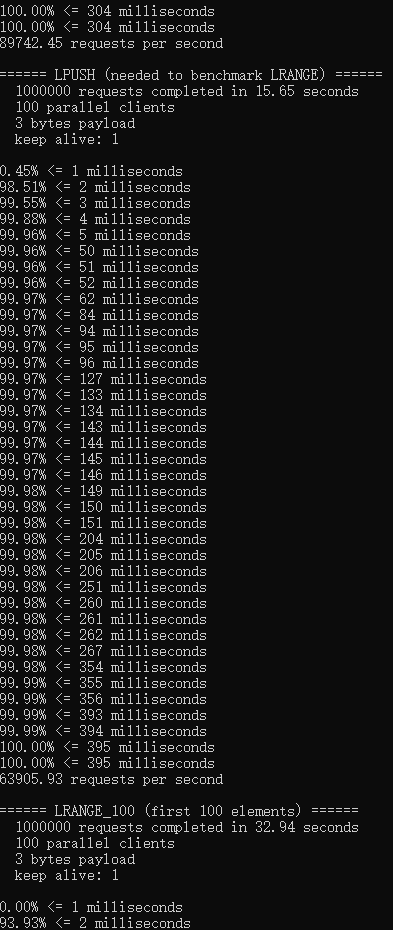 100.00% <= 304 milliseconds
100.00% <= 304 milliseconds
89742.45 requests per second

====== LPUSH (needed to benchmark LRANGE) ======
  1000000 requests completed in 15.65 seconds
  100 parallel clients
  3 bytes payload
  keep alive: 1

0.45% <= 1 milliseconds
98.51% <= 2 milliseconds
99.55% <= 3 milliseconds
99.88% <= 4 milliseconds
99.96% <= 5 milliseconds
99.96% <= 50 milliseconds
99.96% <= 51 milliseconds
99.96% <= 52 milliseconds
99.97% <= 62 milliseconds
99.97% <= 84 milliseconds
99.97% <= 94 milliseconds
99.97% <= 95 milliseconds
99.97% <= 96 milliseconds
99.97% <= 127 milliseconds
99.97% <= 133 milliseconds
99.97% <= 134 milliseconds
99.97% <= 143 milliseconds
99.97% <= 144 milliseconds
99.97% <= 145 milliseconds
99.97% <= 146 milliseconds
99.98% <= 149 milliseconds
99.98% <= 150 milliseconds
99.98% <= 151 milliseconds
99.98% <= 204 milliseconds
99.98% <= 205 milliseconds
99.98% <= 206 milliseconds
99.98% <= 251 milliseconds
99.98% <= 260 milliseconds
99.98% <= 261 milliseconds
99.98% <= 262 milliseconds
99.98% <= 267 milliseconds
99.98% <= 354 milliseconds
99.99% <= 355 milliseconds
99.99% <= 356 milliseconds
99.99% <= 393 milliseconds
99.99% <= 394 milliseconds
100.00% <= 395 milliseconds
100.00% <= 395 milliseconds
63905.93 requests per second

====== LRANGE_100 (first 100 elements) ======
  1000000 requests completed in 32.94 seconds
  100 parallel clients
  3 bytes payload
  keep alive: 1

0.00% <= 1 milliseconds
93.93% <= 2 milliseconds